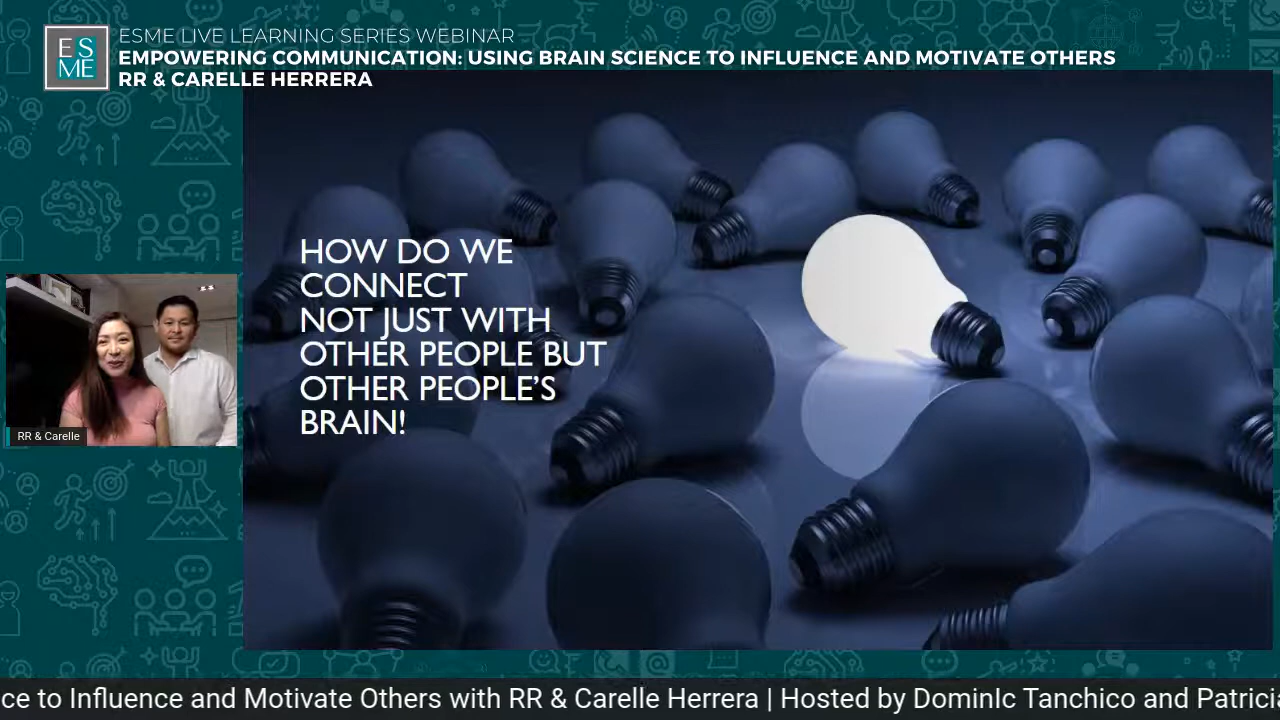 ES
ME
ESME LIVE LEARNING SERIES WEBINAR
EMPOWERING COMMUNICATION: USING BRAIN SCIENCE TO INFLUENCE AND MOTIVATE OTHERS
RR & CARELLE HERRERA
HOW DO WE
CONNECT
NOT JUST WITH
OTHER PEOPLE BUT
OTHER PEOPLE’S
BRAIN!
RR & Carelle
ce to Influence and Motivate Others with RR & Carelle Herrera | Hosted by DominIc Tanchico and Patrici